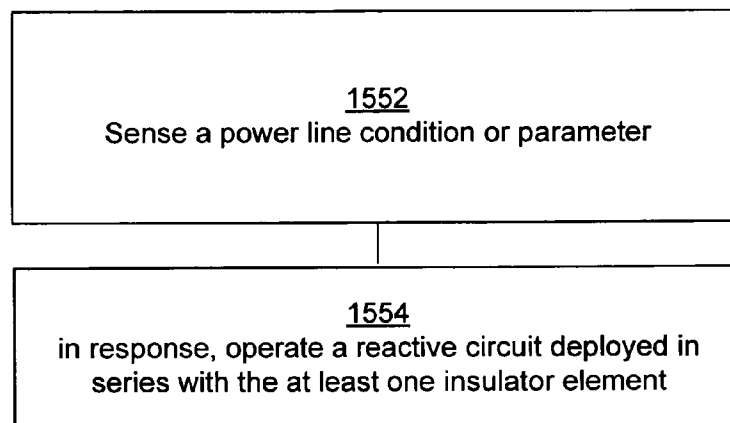 1552
Sense a power line condition or parameter
1554
in response, operate a reactive circuit deployed in
series with the at least one insulator element